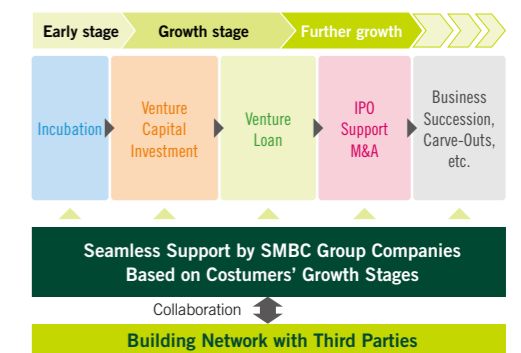 Early stage
Growth stage
Further growth
Incubation
Venture
Capital
Investment
Venture
Loan
IPO
Support
M&A
Business
Succession,
Carve-Outs,
etc.
Seamless Support by SMBC Group Companies
Based on Costumers' Growth Stages
Collaboration
Building Network with Third Parties